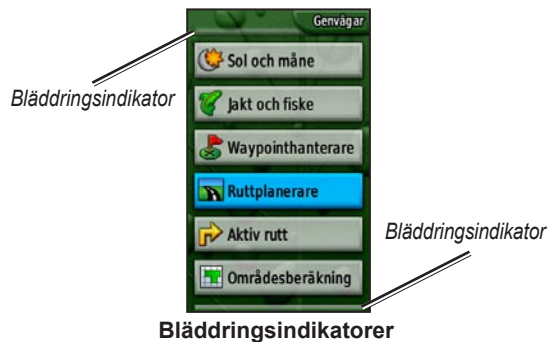 Genvägar
Sol och måne
Bläddringsindikator
Jakt och fiske
Waypointhanterare
Ruttplanerare
Aktiv rutt
Bläddringsindikator
Områdesberäkning
Bläddringsindikatorer